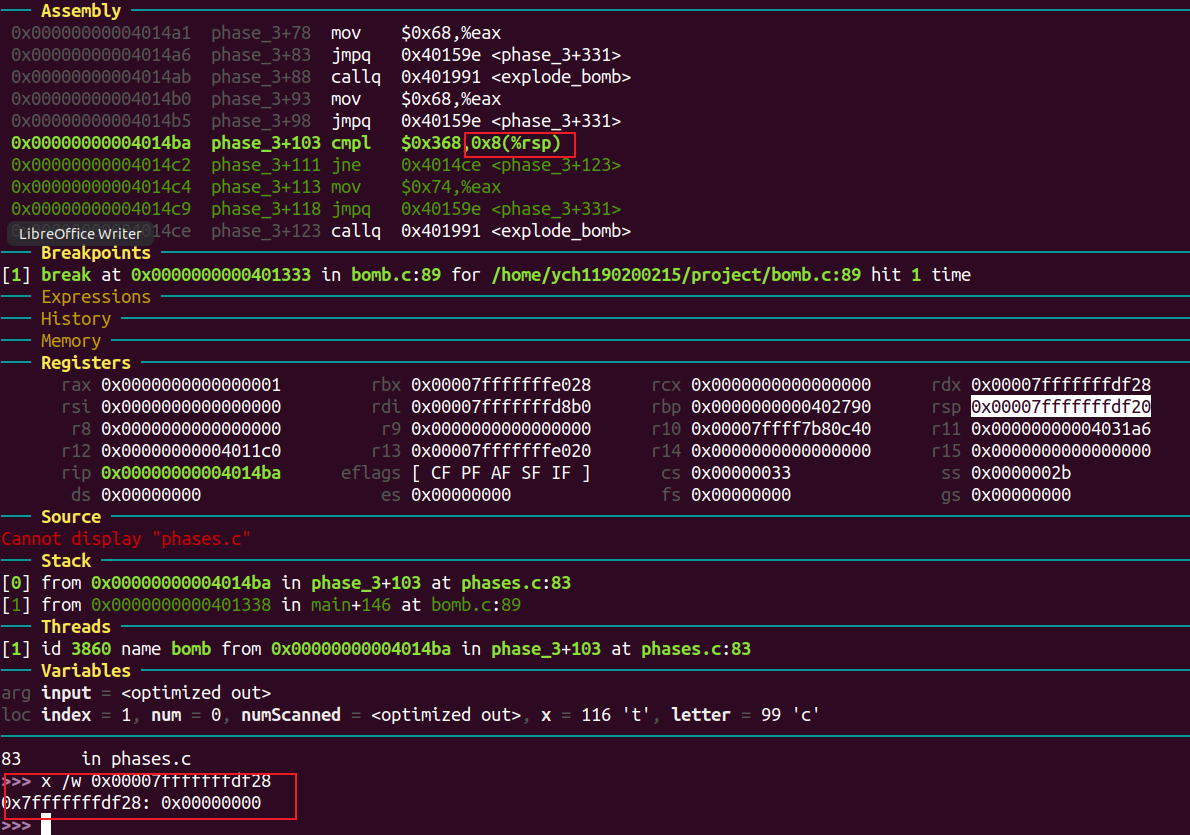 Assembly
0x00000000004014a1 phase_3+78 mov $0x68,%eax
0x00000000004014a6 phase_3+83 jmpq 0x40159e <phase_3+331>
0x00000000004014ab phase_3+88 callq 0x401991 <explode_bomb>
0x00000000004014b0 phase_3+93 mov $0x68,%eax
0x00000000004014b5 phase_3+98 jmpq 0x40159e <phase_3+331>
0x00000000004014ba phase_3+103 cmpl $0x368,0x8(%rsp)
0x00000000004014c2 phase_3+111 jne 0x4014ce <phase_3+123>
0x00000000004014c4 phase_3+113 mov $0x74,%eax
0x00000000004014c9 phase_3+118 jmpq 0x40159e <phase_3+331>
LibreOffice Writer 4ce phase_3+123 callq 0x401991 <explode_bomb>
Breakpoints
[1] break at 0x0000000000401333 in bomb.c:89 for /home/ych1190200215/project/bomb.c:89 hit 1 time
Expressions
History
Memory
Registers
rax 0x0000000000000001 rbx 0x00007fffffffe028 rcx 0x0000000000000000 rdx 0x00007fffffffdf28
rsi 0x0000000000000000 rdi 0x00007fffffffd8b0 rbp 0x0000000000402790 rsp 0x00007fffffffdf20
r8 0x0000000000000000 r9 0x0000000000000000 r10 0x00007ffff7b80c40 r11 0x00000000004031a6
r12 0x00000000004011c0 r13 0x00007fffffffe020 r14 0x0000000000000000 r15 0x0000000000000000
rip 0x00000000004014ba eflags [ CF PF AF SF IF ] cs 0x00000033 ss 0x0000002b
ds 0x00000000 es 0x00000000 fs 0x00000000 gs 0x00000000
Source
Cannot display "phases.c"
Stack
[0] from 0x00000000004014ba in phase_3+103 at phases.c:83
[1] from 0x0000000000401338 in main+146 at bomb.c:89
Threads
[1] id 3860 name bomb from 0x00000000004014ba in phase_3+103 at phases.c:83
Variables
arg input = <optimized out>
loc index = 1, num = 0, numScanned = <optimized out>, x = 116 't', letter = 99 'c'
83 in phases.c
>>> x /w 0x00007fffffffdf28
0x7fffffffdf28: 0x00000000
>>>